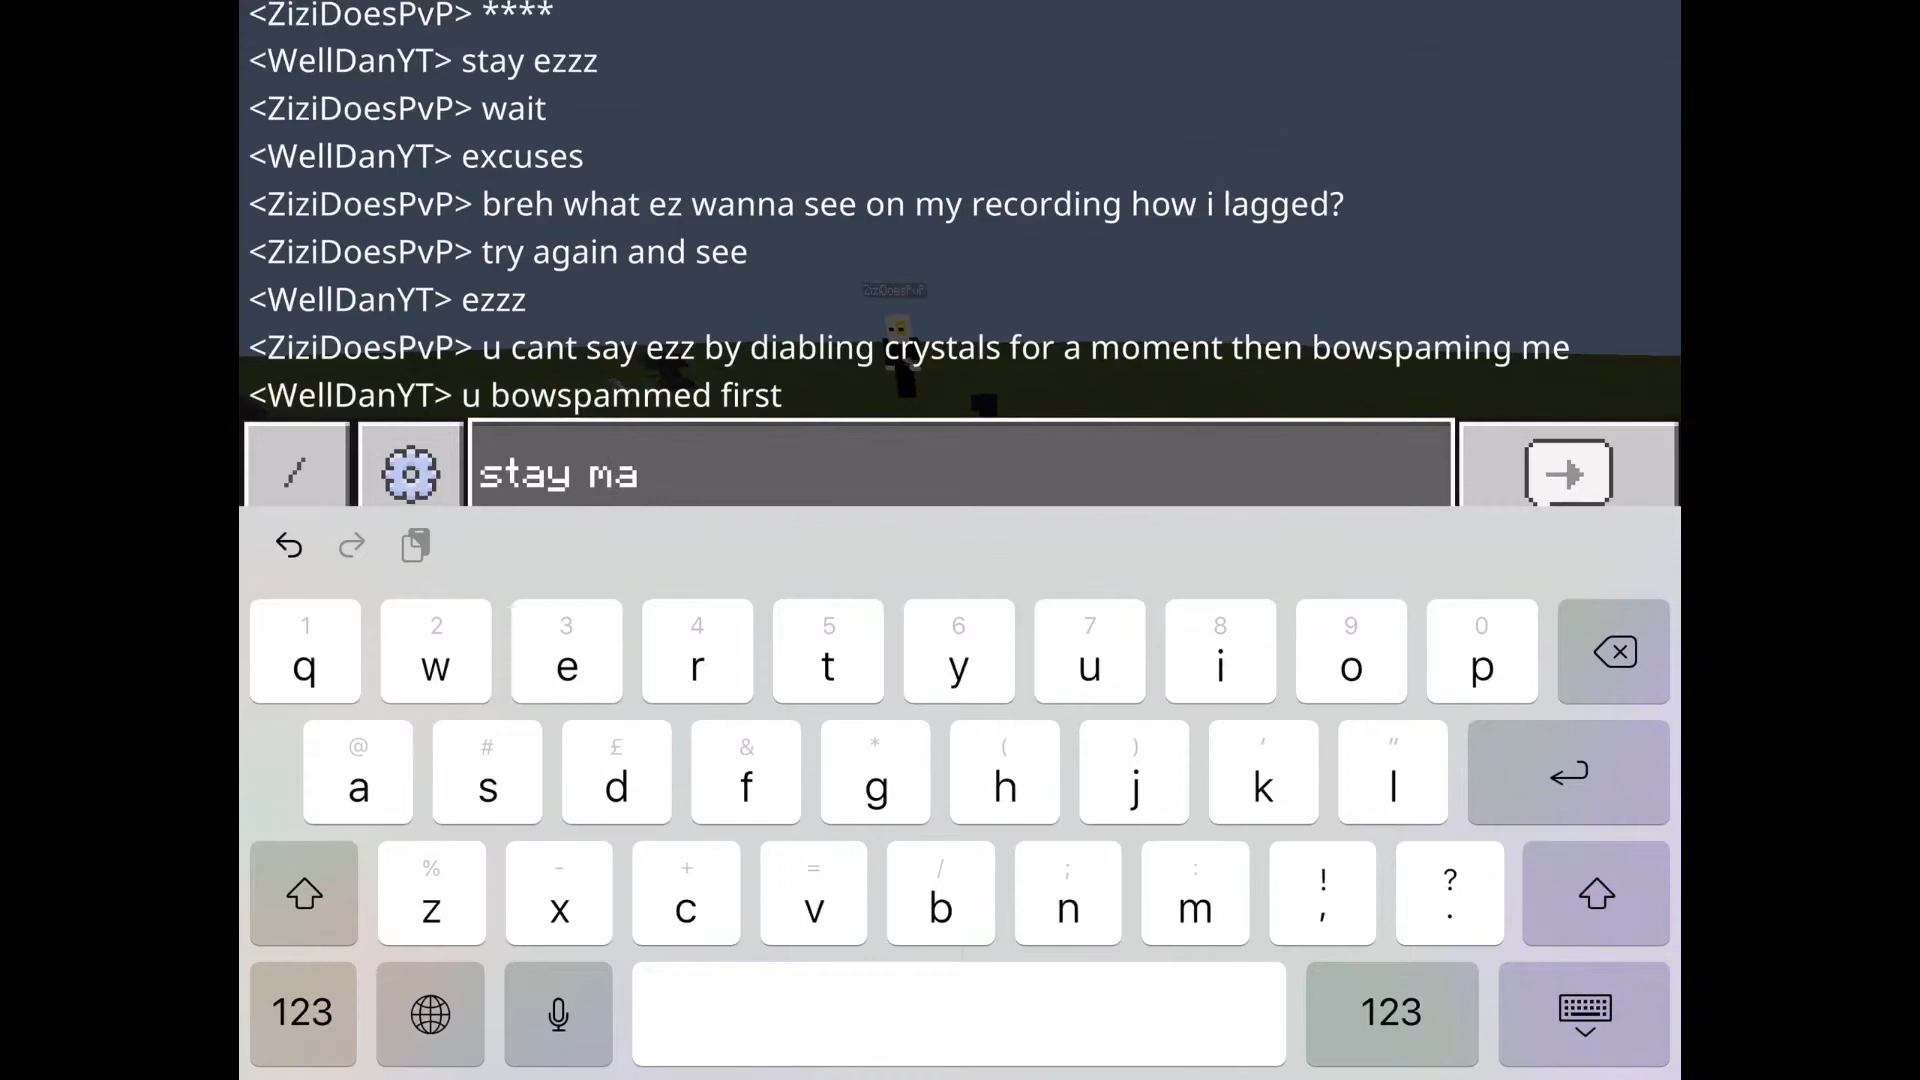 <ZiziDoesPvP> ****
<WellDanYT> stay ezzz
<ZiziDoesPvP> wait
<WellDanYT> excuses
<ZiziDoesPvP> breh what ez wanna see on my recording how i lagged?
<ZiziDoesPvP> try again and see
ZiziDoesPvP
<WellDanYT> ezzz
<ZiziDoesPvP> u cant say ezz by diabling crystals for a moment then bowspaming me
<WellDanYT> u bowspammed first
/ stay ma
1 2 3 4 5 6 7 8 9 0
q w e r t y u i o p
@ # £ & * ( ) ' "
a s d f g h j k l
% - + = / ; : ! ?
z x c v b n m , .
123 123